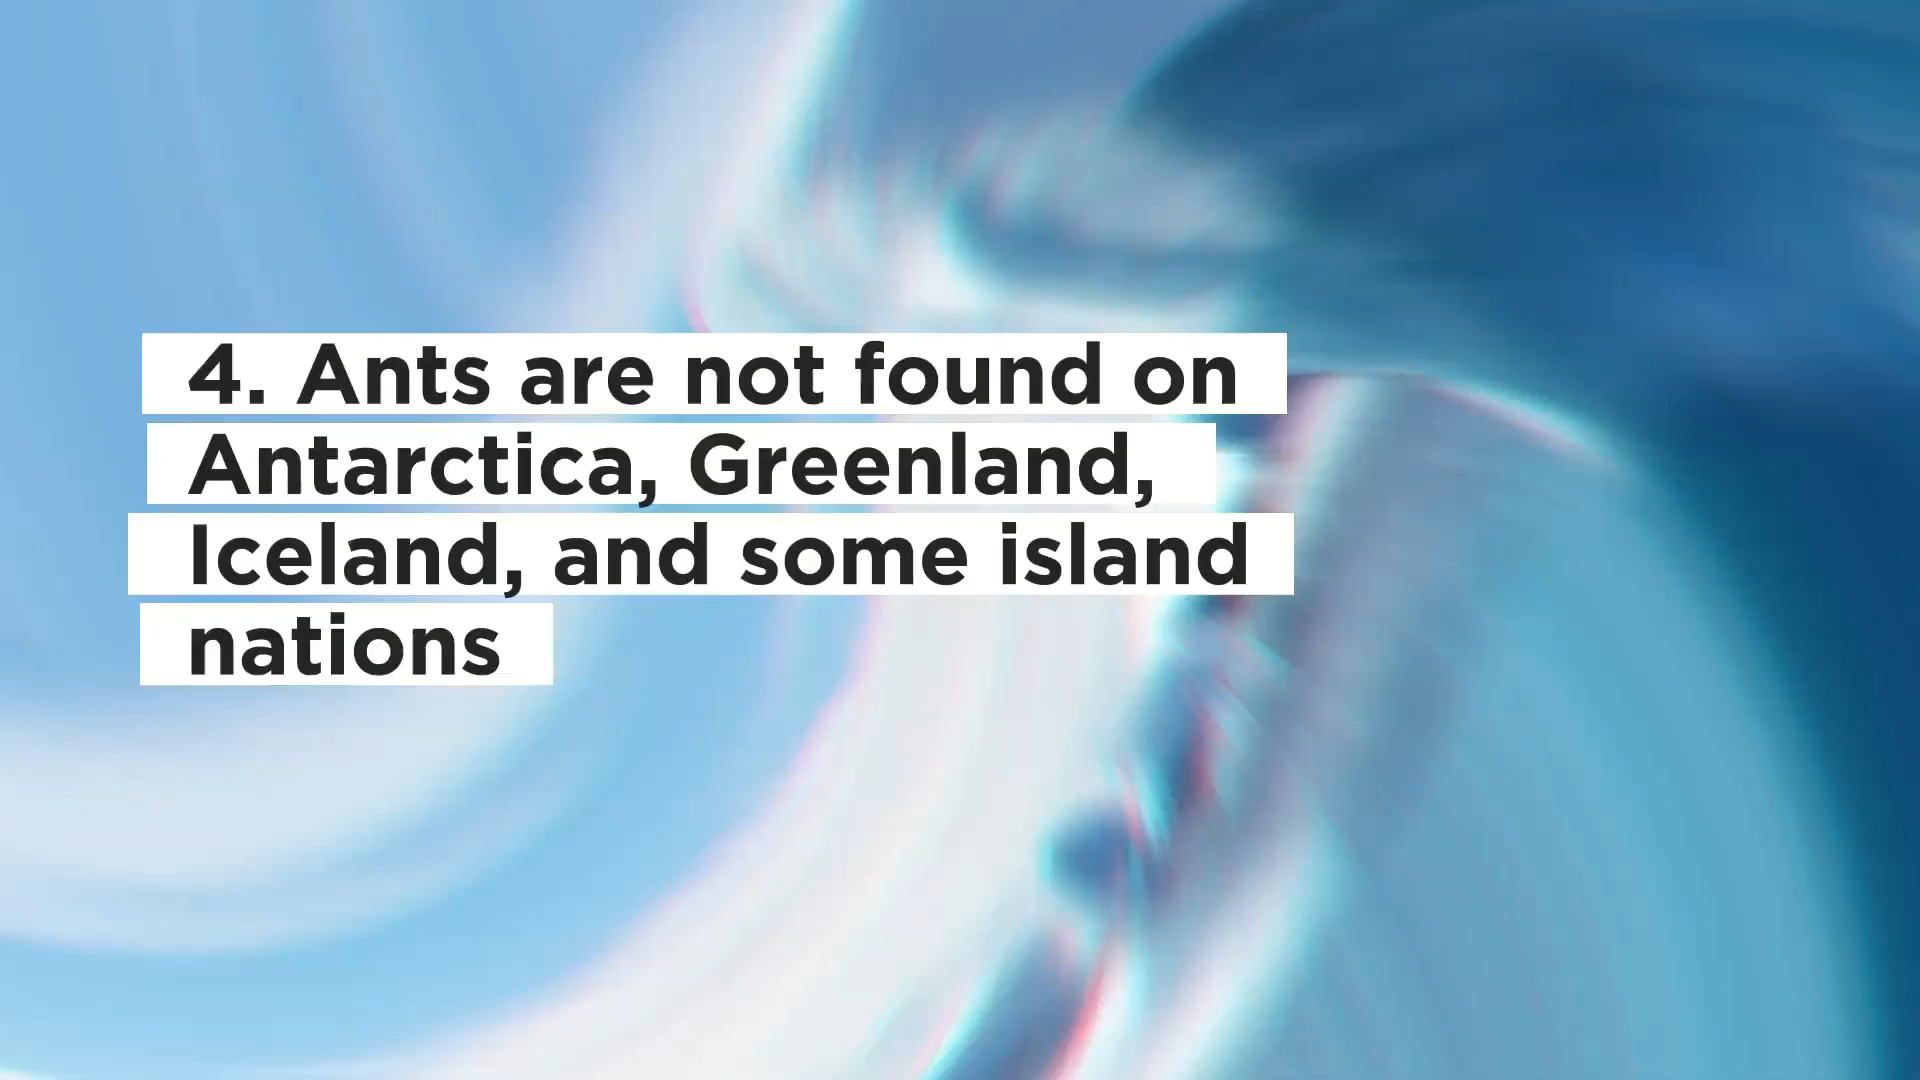 4. Ants are not found on
Antarctica, Greenland,
Iceland, and some island
nations